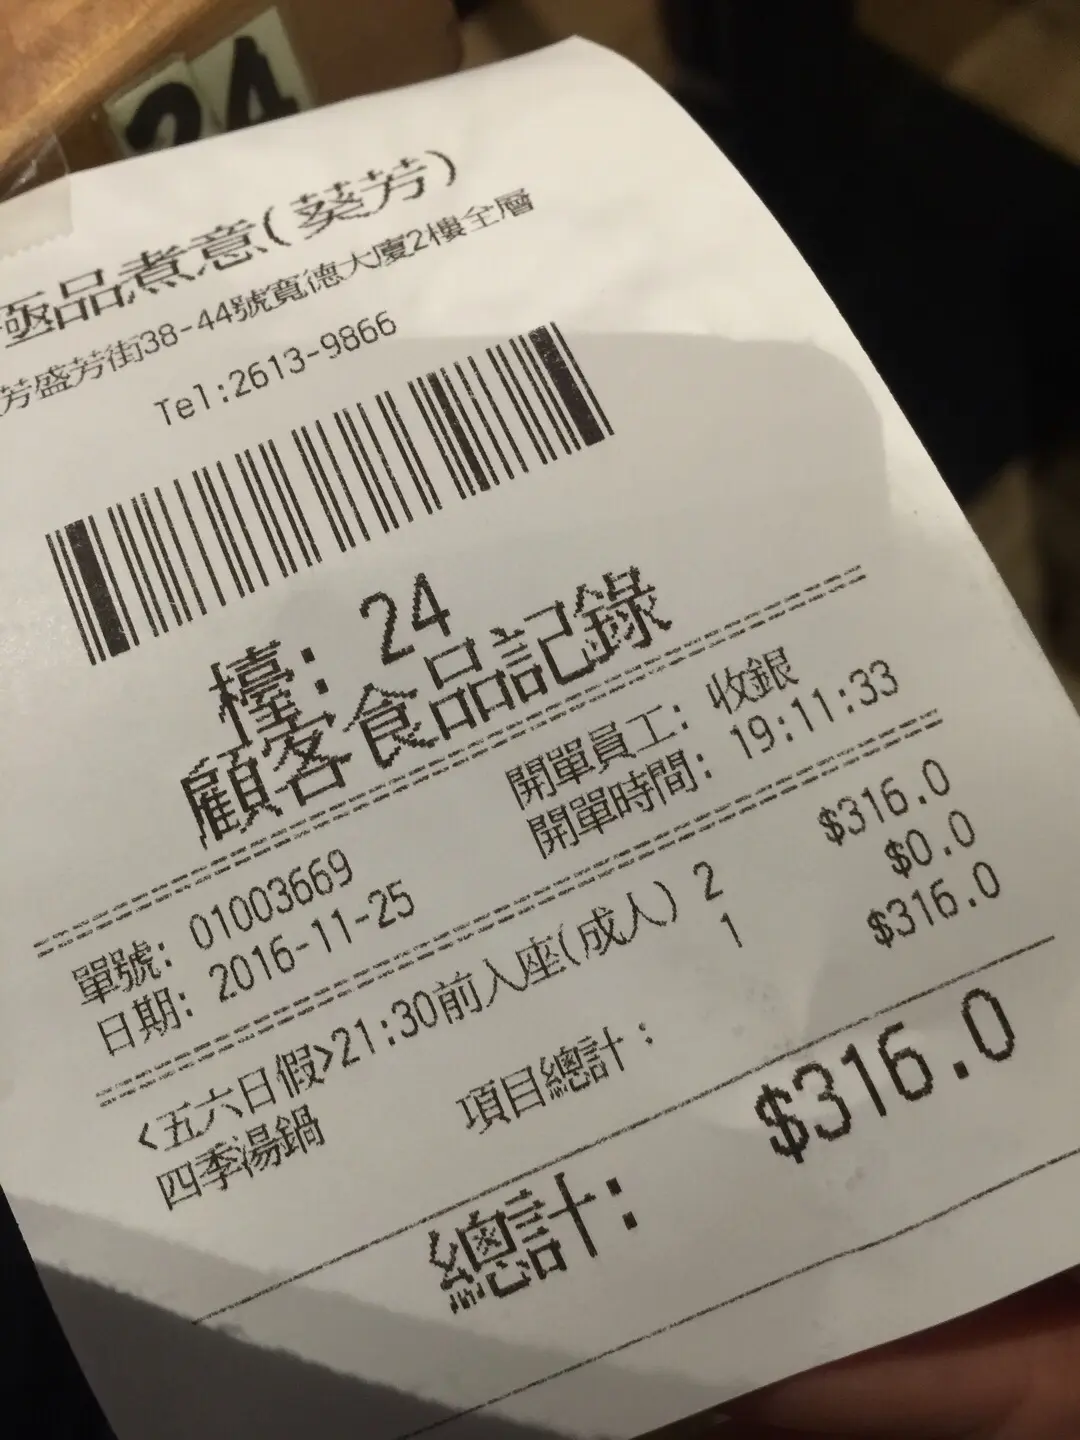 24
極品煮意(葵芳)
芳盛芳街38-44號寬德大廈2樓全層
Tel:2613-9866
檯: 24
顧客食品記錄
單號: 01003669 開單員工: 收銀
日期: 2016-11-25 開單時間: 19:11:33
<五六日假>21:30前入座(成人) 2 $316.0
四季湯鍋 1 $0.0
項目總計: $316.0
總計: $316.0